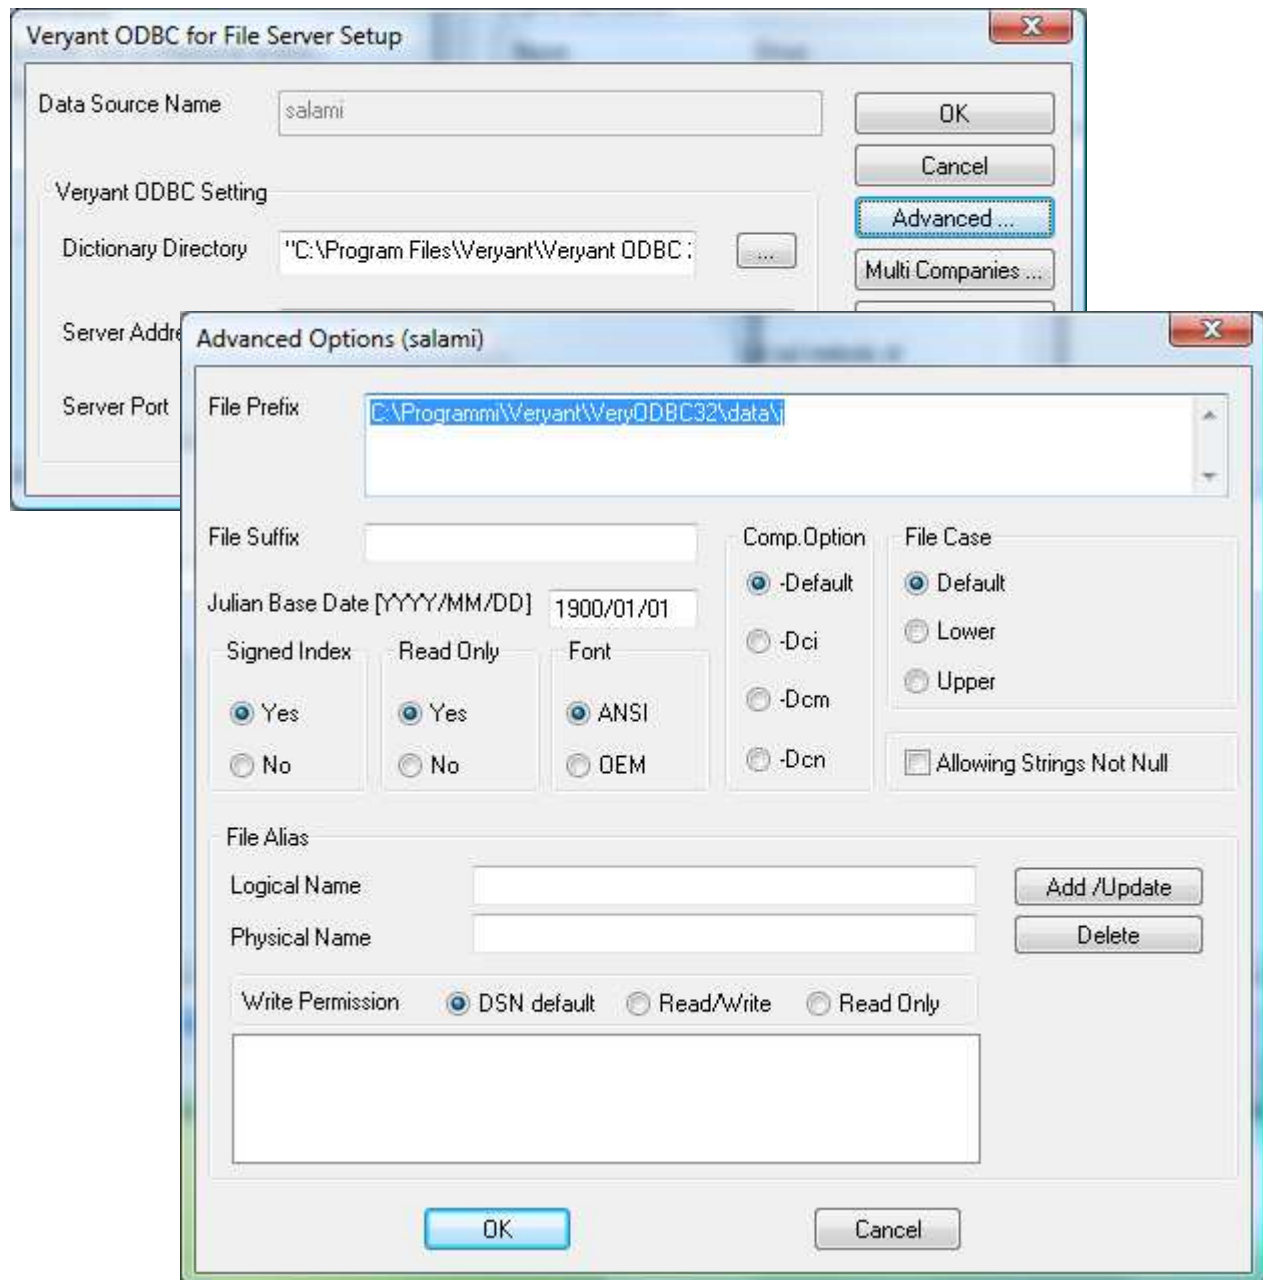 Veryant ODBC for File Server Setup
Data Source Name
salami
OK
Cancel
Veryant ODBC Setting
Advanced ...
Dictionary Directory
"C:\Program Files\Veryant\Veryant ODBC
...
Multi Companies ...
Server Addre
Server Port
Advanced Options (salami)
File Prefix
C:\Programmi\Veryant\VeryODBC32\data\j
File Suffix
Comp.Option
File Case
-Default
Default
Julian Base Date [YYYY/MM/DD]
1900/01/01
-Dci
Lower
Signed Index
Read Only
Font
Upper
-Dcm
Yes
Yes
ANSI
-Dcn
Allowing Strings Not Null
No
No
OEM
File Alias
Logical Name
Add /Update
Physical Name
Delete
Write Permission
DSN default
Read/Write
Read Only
OK
Cancel